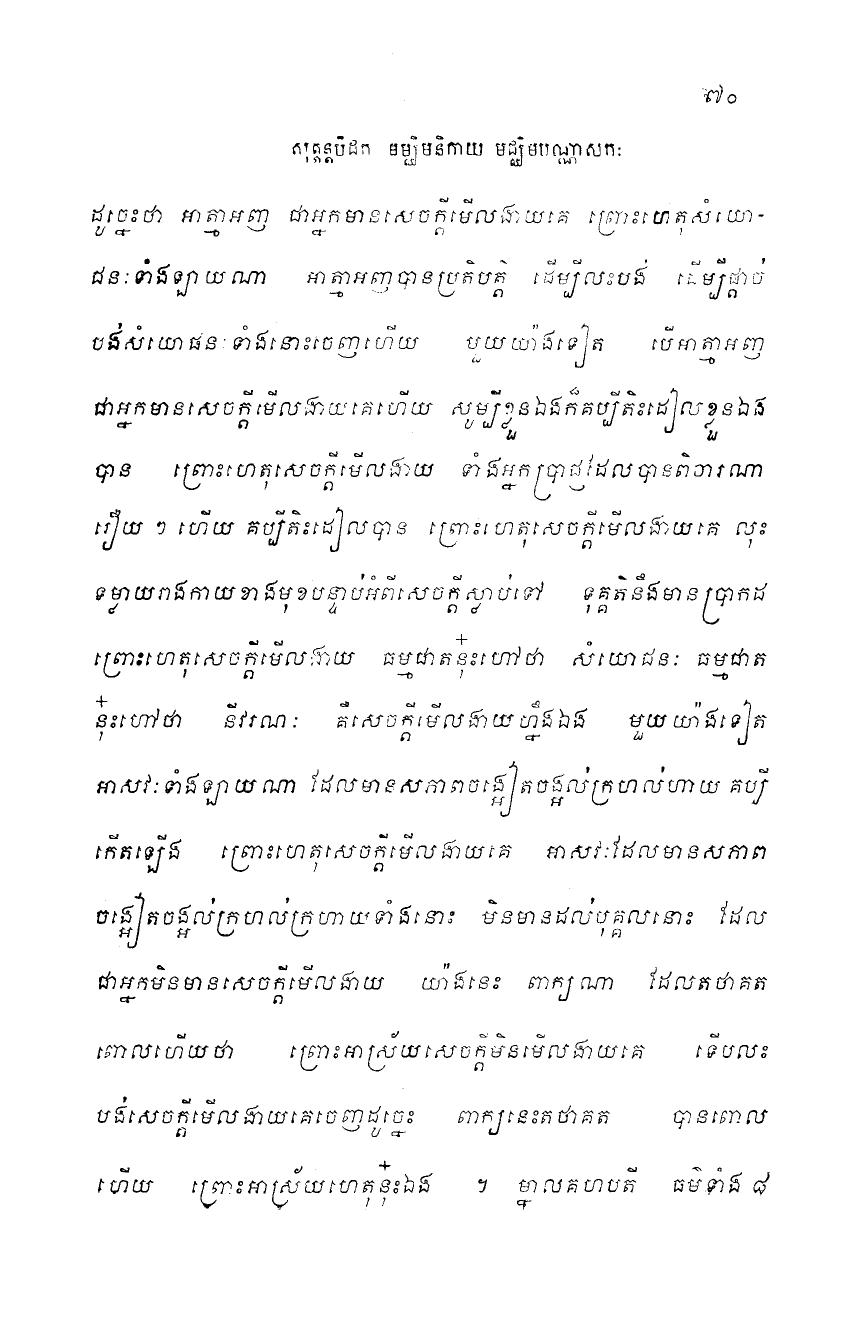 ៧០
សុត្តន្តបិដក មជ្ឈិមនិកាយ មជ្ឈិមបណ្ណាសកៈ
ដូច្នេះថា អាត្មាអញ ជាអ្នកមានសេចក្តីមើលងាយគេ ព្រោះហេតុសំយោ-
ជនៈទាំងឡាយណា អាត្មាអញបានប្រតិបត្តិ ដើម្បីលះបង់ ដើម្បីផ្តាច់
បង់សំយោជនៈទាំងនោះចេញហើយ មួយយ៉ាងទៀត បើអាត្មាអញ
ជាអ្នកមានសេចក្តីមើលងាយគេហើយ សូម្បីខ្លួនឯងក៏គប្បីតិះដៀលខ្លួនឯង
បាន ព្រោះហេតុសេចក្តីមើលងាយ ទាំងអ្នកប្រាជ្ញដែលបានពិចារណា
រឿយ ៗ ហើយ គប្បីតិះដៀលបាន ព្រោះហេតុសេចក្តីមើលងាយគេ លុះ
ទម្លាយរាងកាយខាងមុខបន្ទាប់អំពីសេចក្តីស្លាប់ទៅ ទុគ្គតិនឹងមានប្រាកដ
ព្រោះហេតុសេចក្តីមើលងាយ ធម្មជាតនុ៎ះហៅថា សំយោជនៈ ធម្មជាត
នុ៎ះហៅថា នីវរណៈ គឺសេចក្តីមើលងាយហ្នឹងឯង មួយយ៉ាងទៀត
អាសវៈទាំងឡាយណា ដែលមានសភាពចង្អៀតចង្អល់ក្រហល់ហាយ គប្បី
កើតឡើង ព្រោះហេតុសេចក្តីមើលងាយគេ អាសវៈដែលមានសភាព
ចង្អៀតចង្អល់ក្រហល់ក្រហាយទាំងនោះ មិនមានដល់បុគ្គលនោះ ដែល
ជាអ្នកមិនមានសេចក្តីមើលងាយ យ៉ាងនេះ ពាក្យណា ដែលតថាគត
ពោលហើយថា ព្រោះអាស្រ័យសេចក្តីមិនមើលងាយគេ ទើបលះ
បង់សេចក្តីមើលងាយគេចេញដូច្នេះ ពាក្យនេះតថាគត បានពោល
ហើយ ព្រោះអាស្រ័យហេតុនុ៎ះឯង ។ ម្នាលគហបតី ធម៌ទាំង ៨